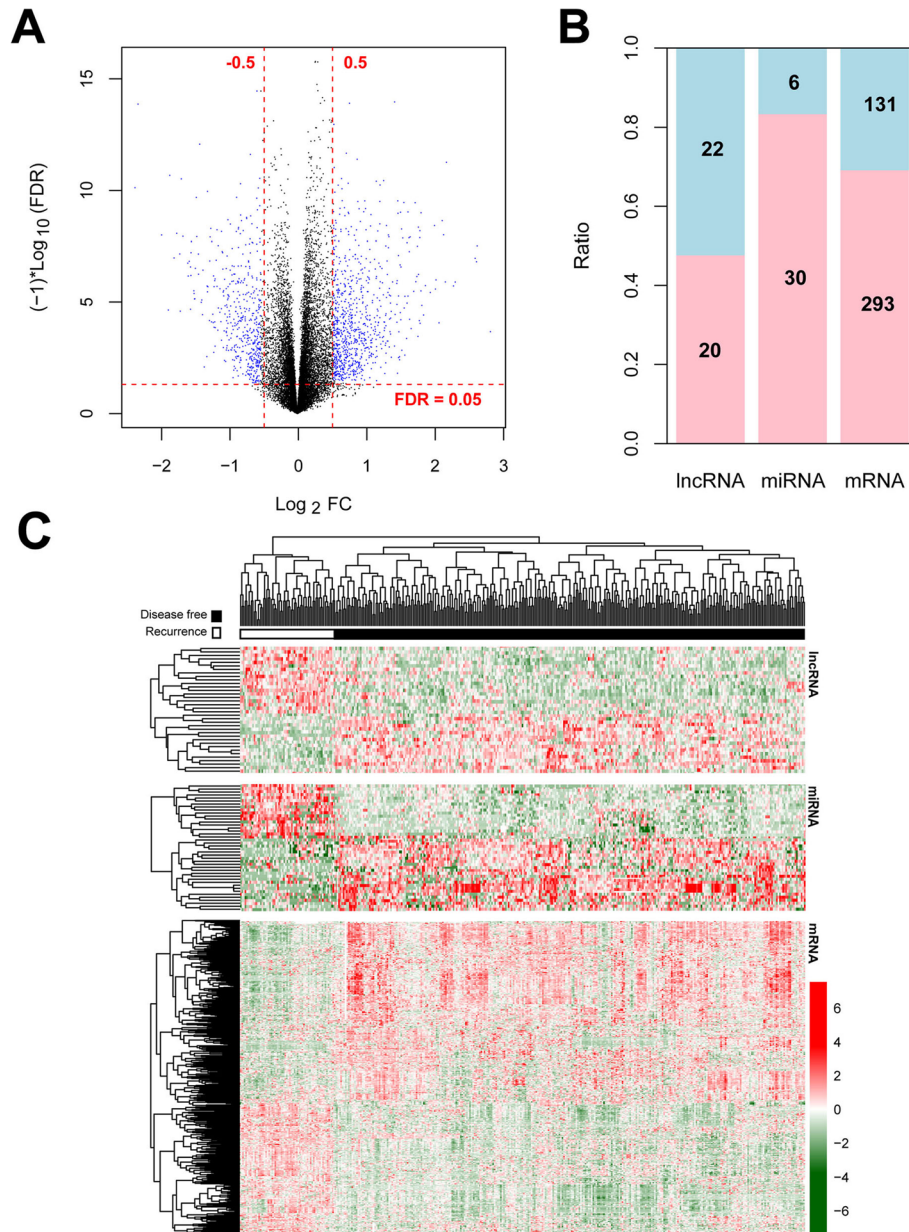 A
-0.5
0.5
15
10
5
0
(−1)*Log10 (FDR)
FDR = 0.05
−2
−1
0
1
2
3
Log 2 FC
B
1.0
0.8
0.6
0.4
0.2
0.0
Ratio
22
20
6
30
131
293
lncRNA
miRNA
mRNA
C
Disease free
Recurrence
lncRNA
miRNA
mRNA
6
4
2
0
−2
−4
−6